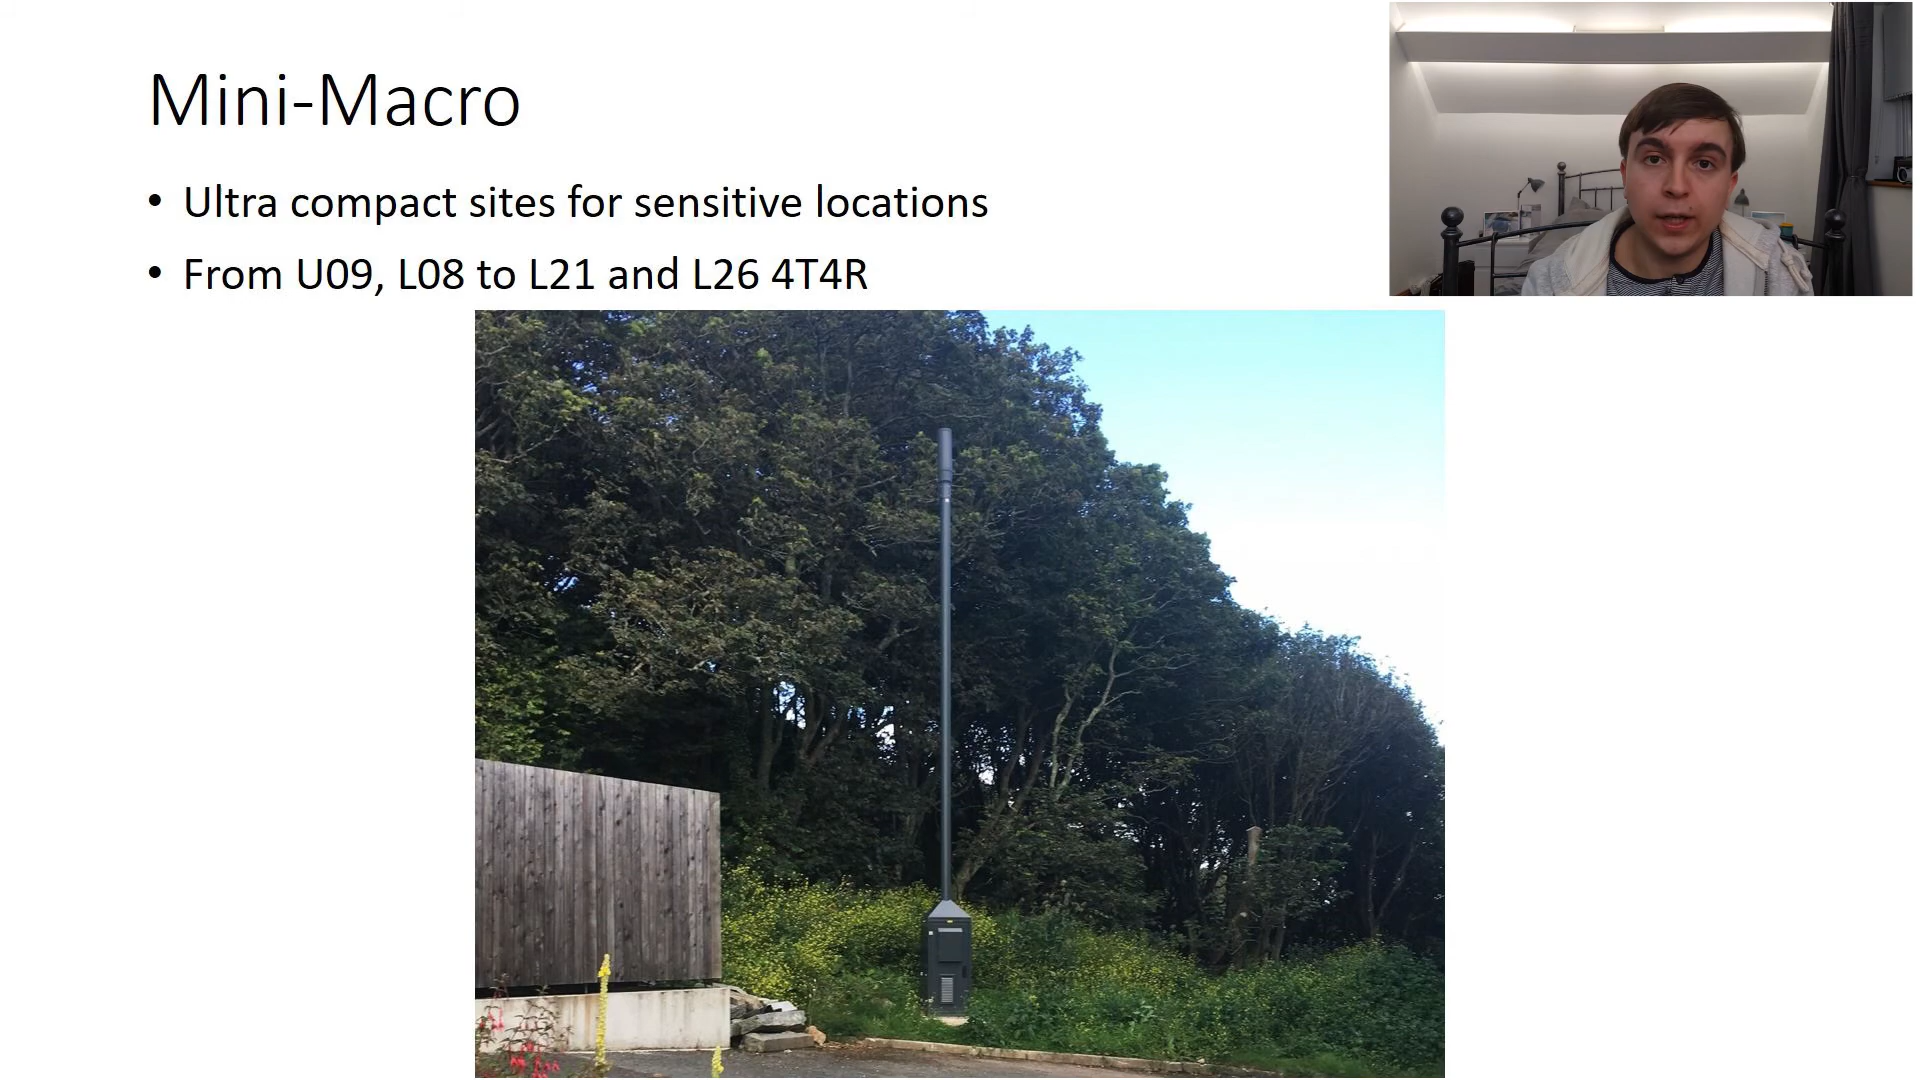 Mini-Macro
• Ultra compact sites for sensitive locations
• From U09, L08 to L21 and L26 4T4R